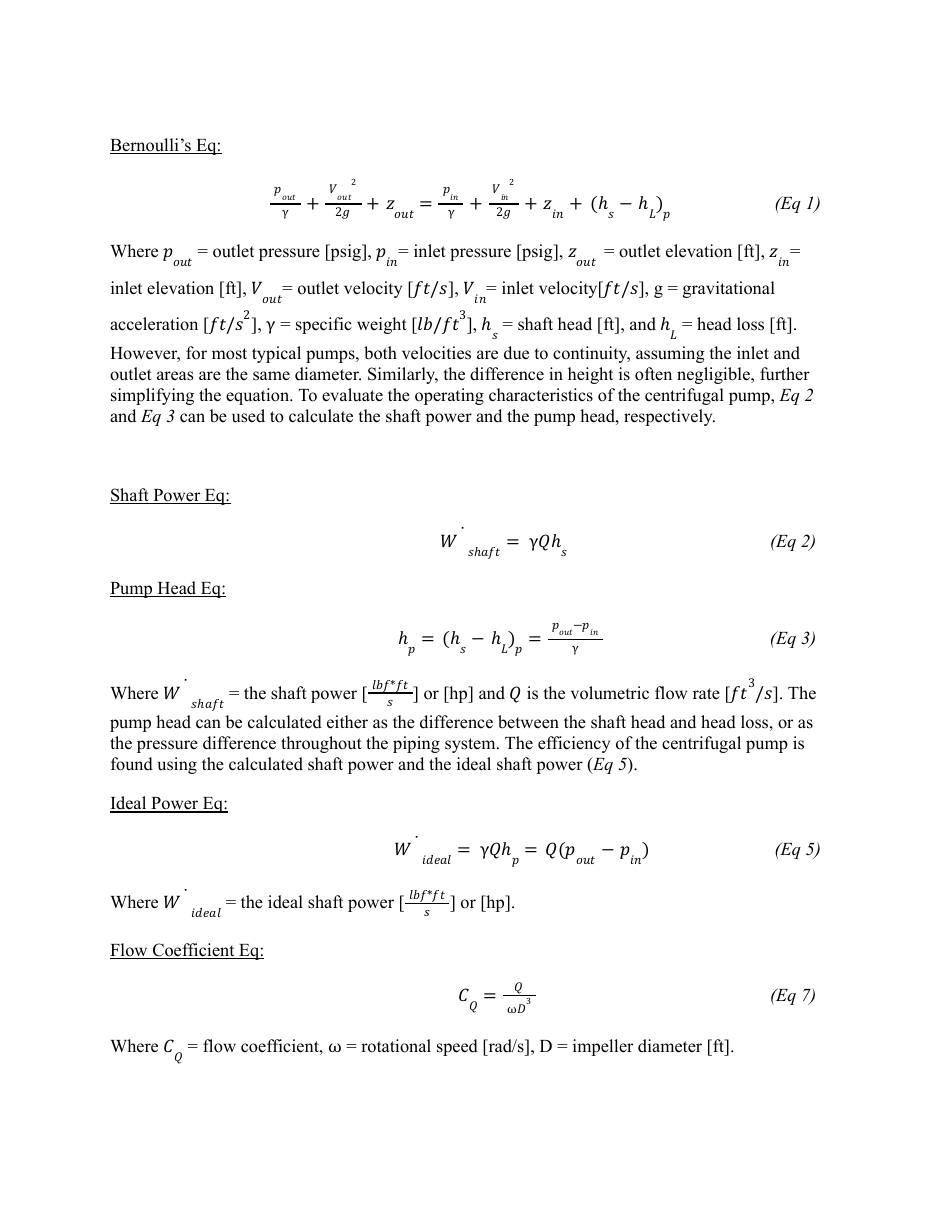 Bernoulli’s Eq:
p_out/γ + V_out²/2g + z_out = p_in/γ + V_in²/2g + z_in + (h_s − h_L)_p (Eq 1)
Where p_out = outlet pressure [psig], p_in = inlet pressure [psig], z_out = outlet elevation [ft], z_in =
inlet elevation [ft], V_out = outlet velocity [ft/s], V_in = inlet velocity[ft/s], g = gravitational
acceleration [ft/s²], γ = specific weight [lb/ft³], h_s = shaft head [ft], and h_L = head loss [ft].
However, for most typical pumps, both velocities are due to continuity, assuming the inlet and
outlet areas are the same diameter. Similarly, the difference in height is often negligible, further
simplifying the equation. To evaluate the operating characteristics of the centrifugal pump, Eq 2
and Eq 3 can be used to calculate the shaft power and the pump head, respectively.
Shaft Power Eq:
Ẇ_shaft = γQh_s (Eq 2)
Pump Head Eq:
h_p = (h_s − h_L)_p = (p_out−p_in)/γ (Eq 3)
Where Ẇ_shaft = the shaft power [lbf*ft/s] or [hp] and Q is the volumetric flow rate [ft³/s]. The
pump head can be calculated either as the difference between the shaft head and head loss, or as
the pressure difference throughout the piping system. The efficiency of the centrifugal pump is
found using the calculated shaft power and the ideal shaft power (Eq 5).
Ideal Power Eq:
Ẇ_ideal = γQh_p = Q(p_out − p_in) (Eq 5)
Where Ẇ_ideal = the ideal shaft power [lbf*ft/s] or [hp].
Flow Coefficient Eq:
C_Q = Q/ωD³ (Eq 7)
Where C_Q = flow coefficient, ω = rotational speed [rad/s], D = impeller diameter [ft].